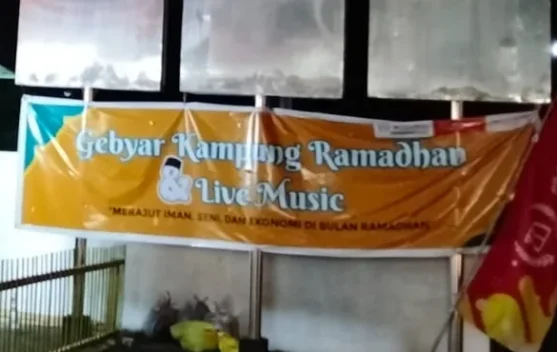 Gebyar Kampung Ramadhan
& Live Music
"MERAJUT IMAN, SENI, DAN EKONOMI DI BULAN RAMADHAN"